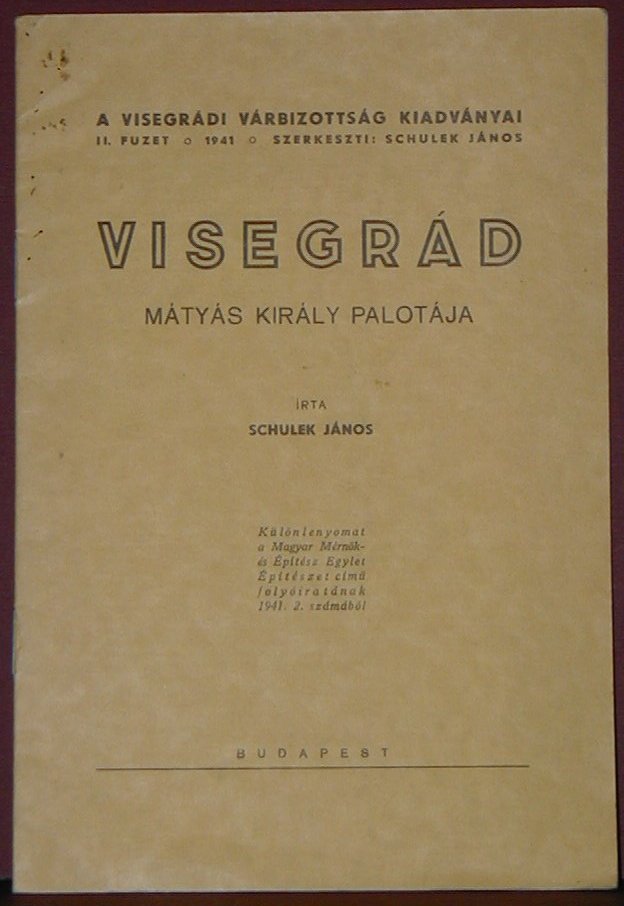 A VISEGRÁDI VÁRBIZOTTSÁG KIADVÁNYAI
II. FUZET ○ 1941 ○ SZERKESZTI: SCHULEK JÁNOS
VISEGRÁD
MÁTYÁS KIRÁLY PALOTÁJA
ÍRTA
SCHULEK JÁNOS
Különlenyomat
a Magyar Mérnök-
és Építész Egylet
Építészet című
folyóiratának
1941. 2. számából
BUDAPEST